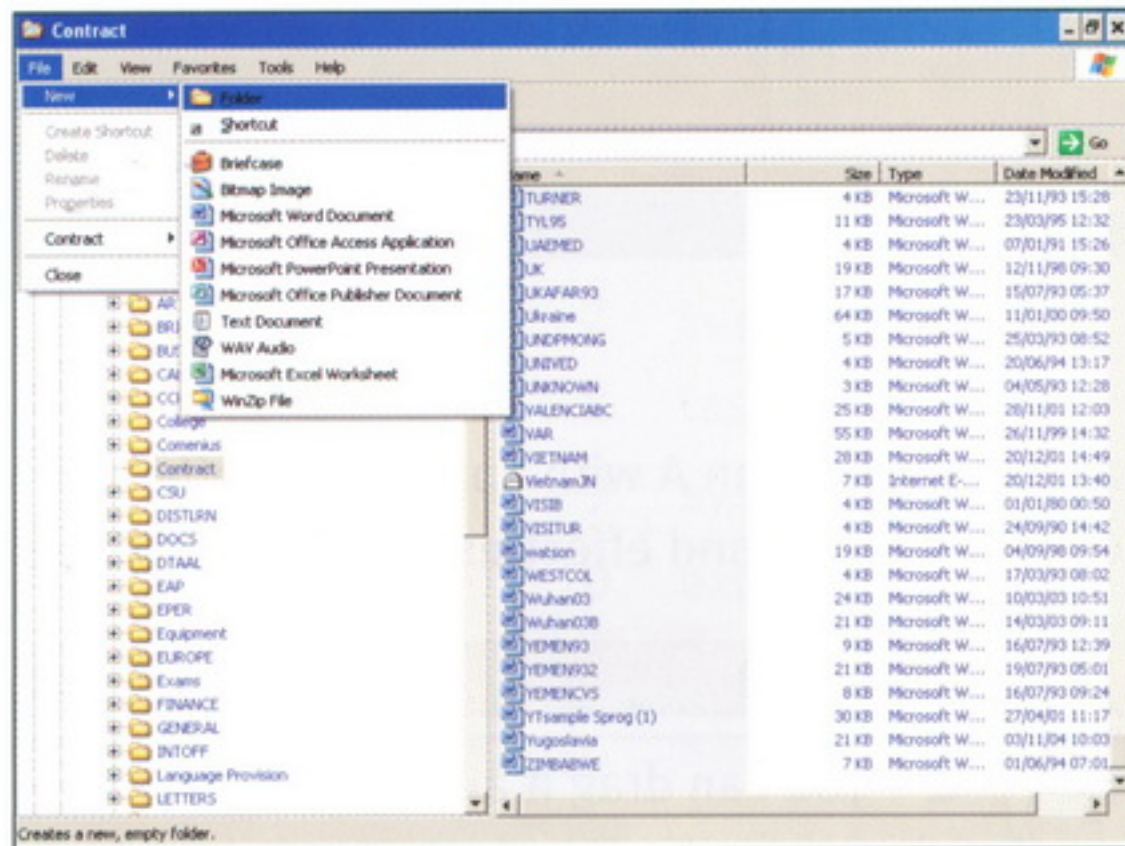 Contract
File Edit View Favorites Tools Help
New
Create Shortcut
Delete
Rename
Properties
Contract
Close
Folder
Shortcut
Briefcase
Bitmap Image
Microsoft Word Document
Microsoft Office Access Application
Microsoft PowerPoint Presentation
Microsoft Office Publisher Document
Text Document
WAV Audio
Microsoft Excel Worksheet
WinZip File
Go
College
Comenius
Contract
CSU
DISTLRN
DOCS
DTAAL
EAP
EPER
Equipment
EUROPE
Exams
FINANCE
GENERAL
INTOFF
Language Provision
LETTERS
Size Type Date Modified
TURNER 4 KB Microsoft W... 23/11/93 15:28
TYL95 11 KB Microsoft W... 23/03/95 12:32
UAEMED 4 KB Microsoft W... 07/01/91 15:26
UK 19 KB Microsoft W... 12/11/98 09:30
UKAFAR93 17 KB Microsoft W... 15/07/93 05:37
Ukraine 64 KB Microsoft W... 11/01/00 09:50
UNDPMONG 5 KB Microsoft W... 25/03/93 08:52
UNIVED 4 KB Microsoft W... 20/06/94 13:17
UNKNOWN 3 KB Microsoft W... 04/05/93 12:28
VALENCIABC 25 KB Microsoft W... 28/11/01 12:03
VAR 55 KB Microsoft W... 26/11/99 14:32
VIETNAM 28 KB Microsoft W... 20/12/01 14:49
VietnamJN 7 KB Internet E-... 20/12/01 13:40
VISIB 4 KB Microsoft W... 01/01/80 00:50
VISITUR 4 KB Microsoft W... 24/09/90 14:42
watson 19 KB Microsoft W... 04/09/98 09:54
WESTCOL 4 KB Microsoft W... 17/03/93 08:02
Wuhan03 24 KB Microsoft W... 10/03/03 10:51
Wuhan03B 21 KB Microsoft W... 14/03/03 09:11
YEMEN93 9 KB Microsoft W... 16/07/93 12:39
YEMEN932 21 KB Microsoft W... 19/07/93 05:01
YEMENCVS 8 KB Microsoft W... 16/07/93 09:24
YTsample Sprog (1) 30 KB Microsoft W... 27/04/01 11:17
Yugoslavia 21 KB Microsoft W... 03/11/04 10:03
ZIMBABWE 7 KB Microsoft W... 01/06/94 07:01
Creates a new, empty folder.